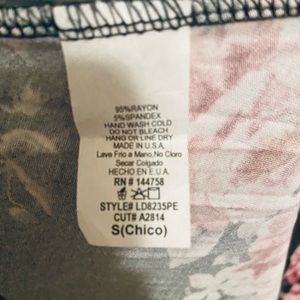 95%RAYON
5%SPANDEX
HAND WASH COLD
DO NOT BLEACH
HANG OR LINE DRY
MADE IN U.S.A,
Lave Frio a Mano,No Cloro
Secar Colgado
HECHO EN E.U.A.
RN # 144758
STYLE# LD8235PE
CUT# A2814
S(Chico)